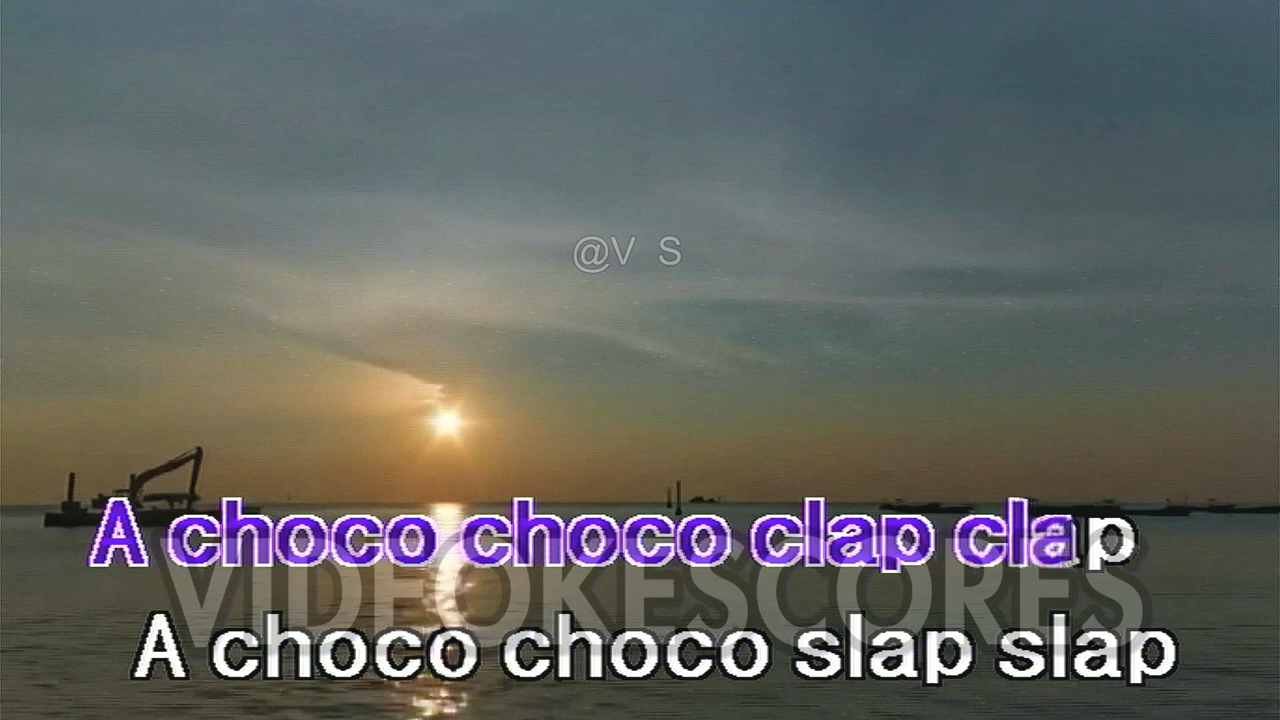 @V S
A choco choco clap clap
VIDEOKESCORES
A choco choco slap slap